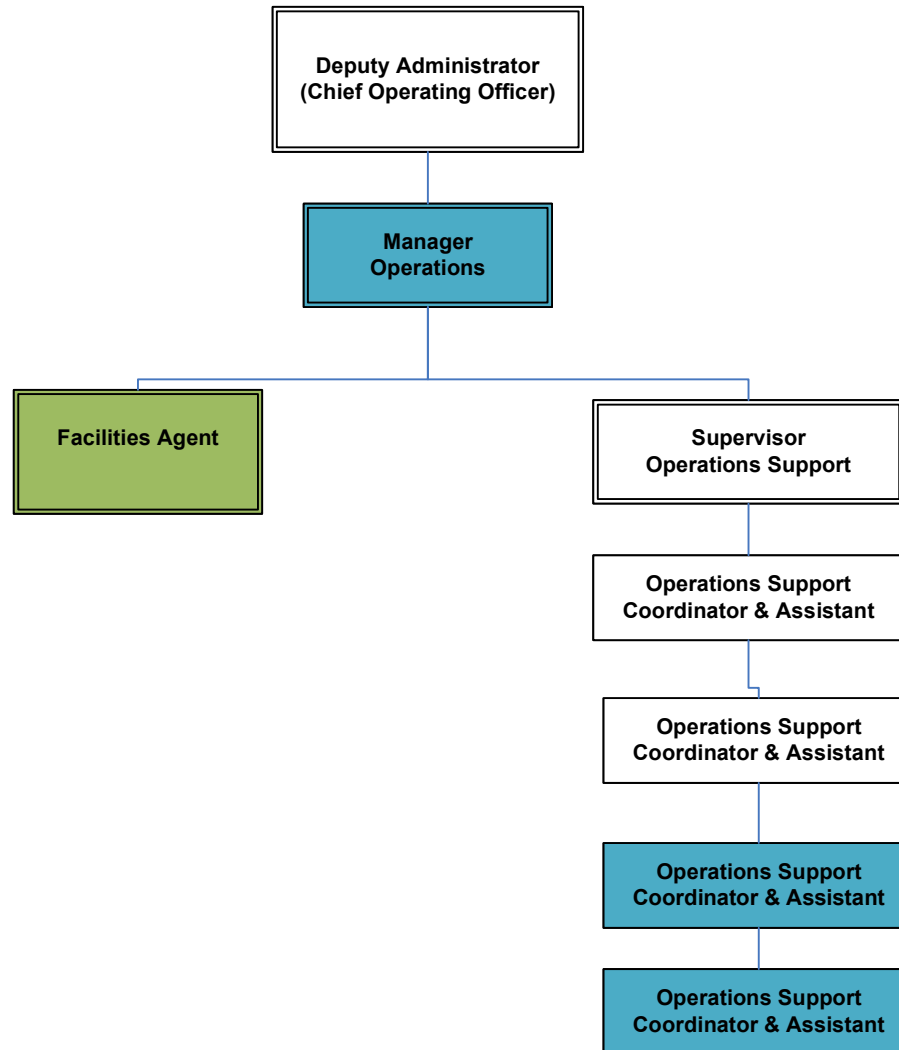 Deputy Administrator
(Chief Operating Officer)
Manager
Operations
Facilities Agent
Supervisor
Operations Support
Operations Support
Coordinator & Assistant
Operations Support
Coordinator & Assistant
Operations Support
Coordinator & Assistant
Operations Support
Coordinator & Assistant